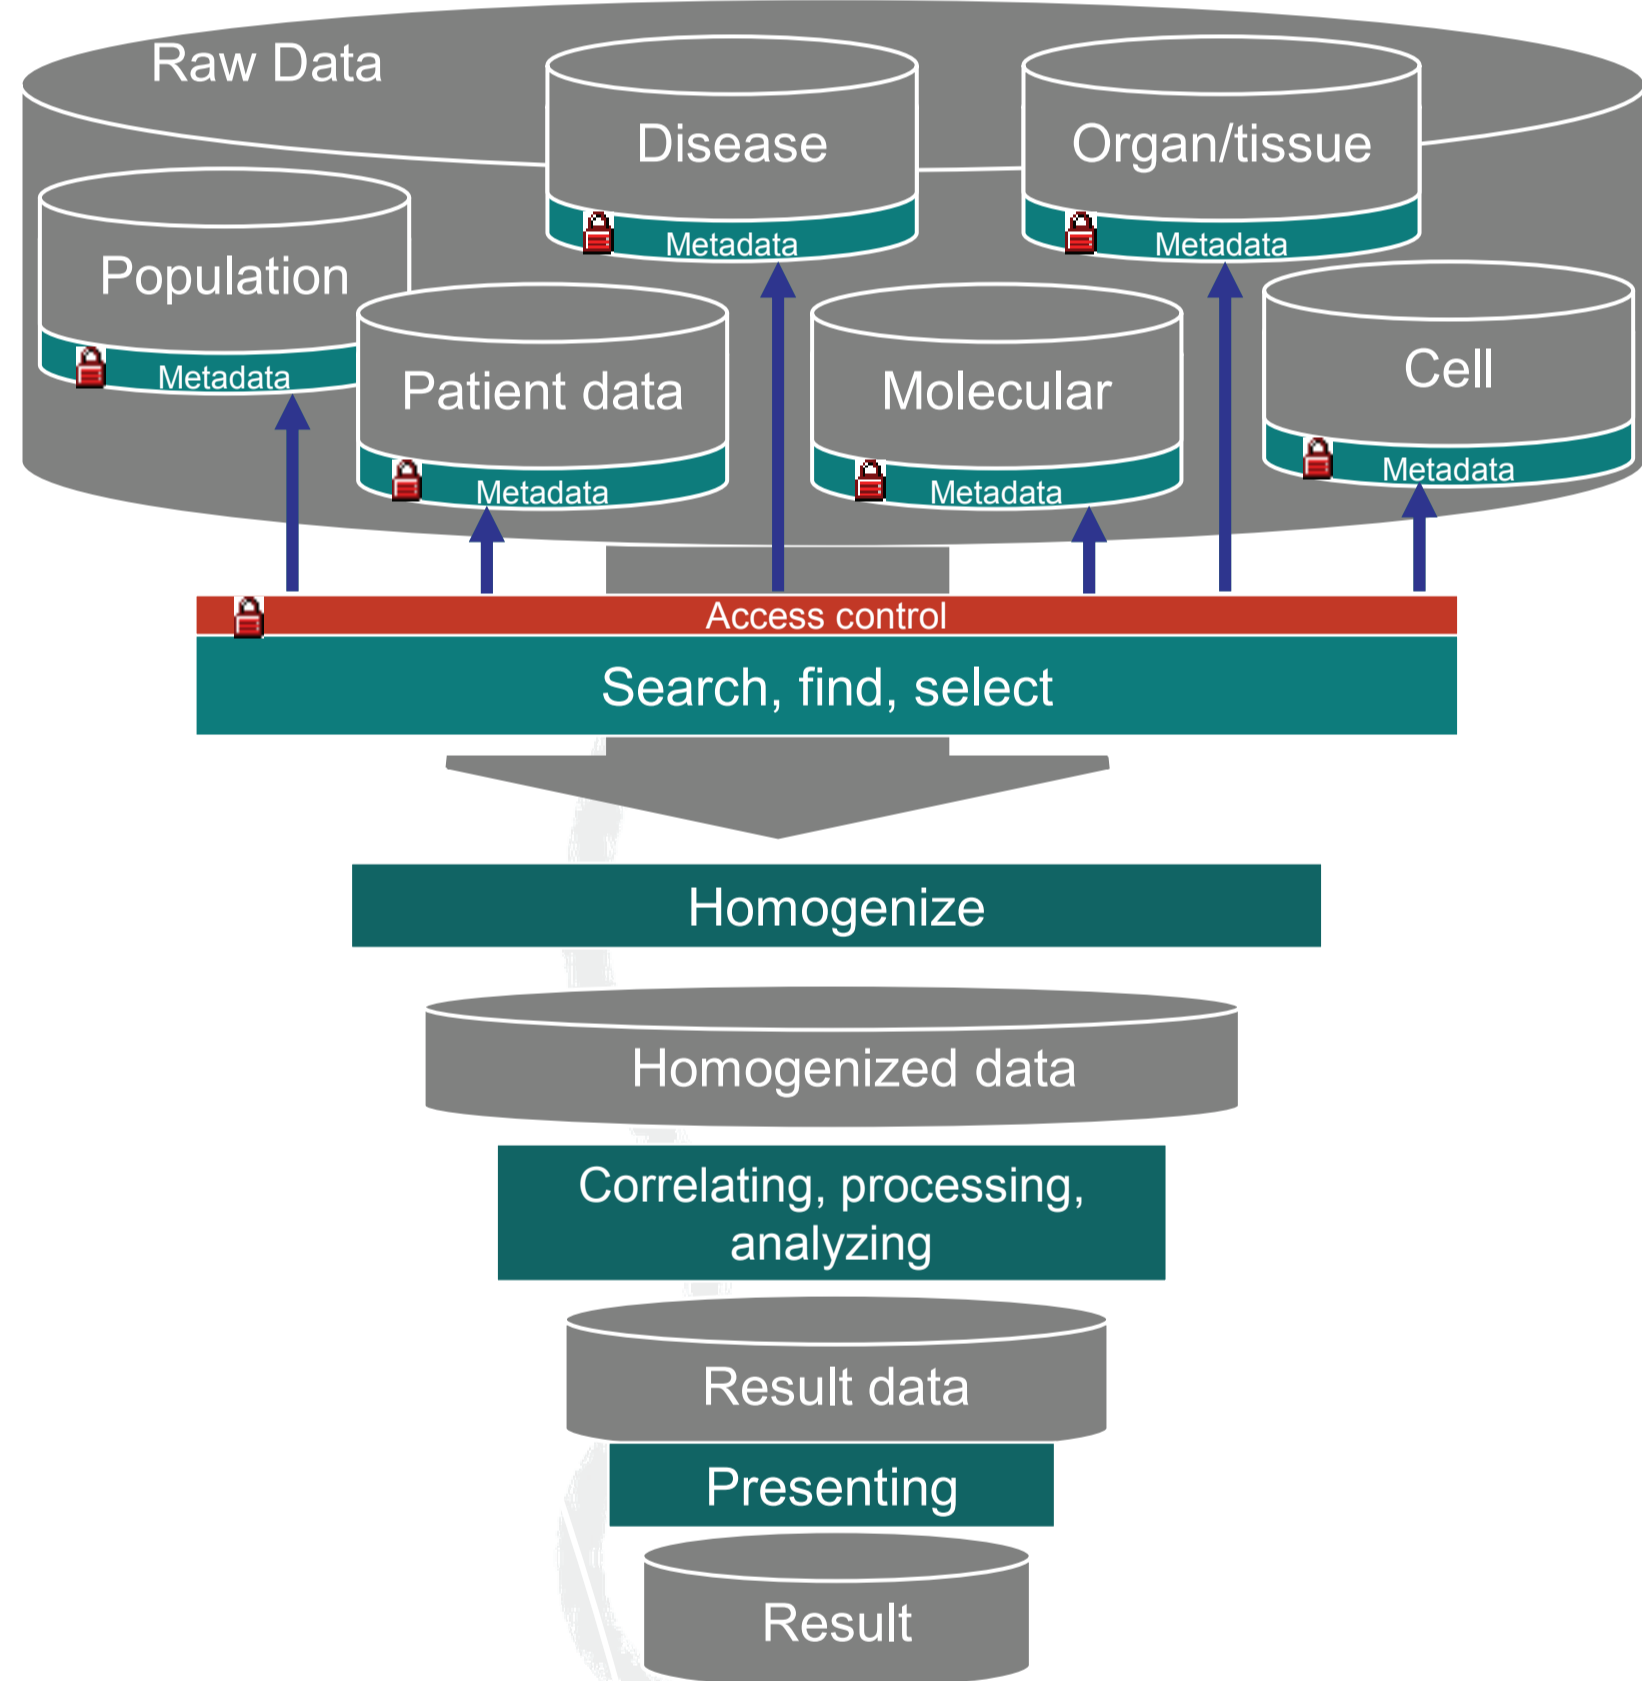 Raw Data
Disease
Metadata
Organ/tissue
Metadata
Population
Metadata
Patient data
Metadata
Molecular
Metadata
Cell
Metadata
Access control
Search, find, select
Homogenize
Homogenized data
Correlating, processing,
analyzing
Result data
Presenting
Result